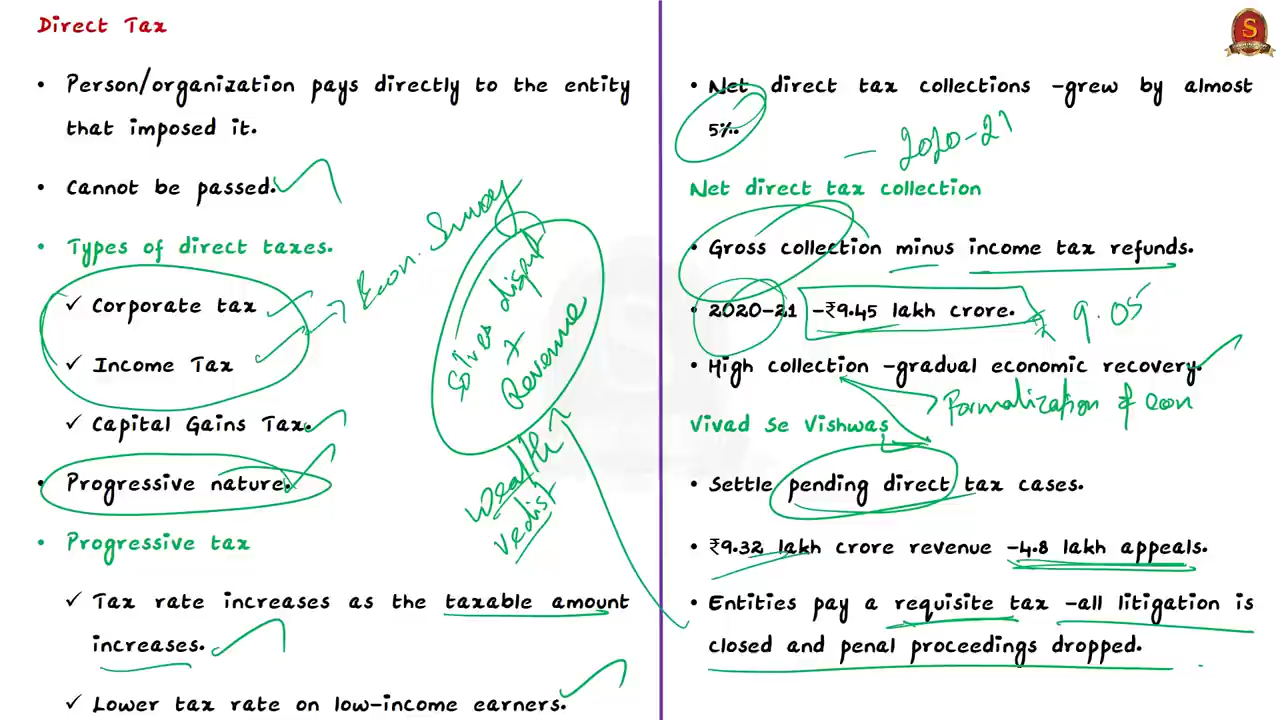 Direct Tax
• Person/organization pays directly to the entity
that imposed it.
• Cannot be passed.
• Types of direct taxes.
✓ Corporate tax
✓ Income Tax
✓ Capital Gains Tax.
• Progressive nature.
• Progressive tax
✓ Tax rate increases as the taxable amount
increases.
✓ Lower tax rate on low-income earners.
Econ. Survey
solves disput
+
Revenue
Wealth
redist
• Net direct tax collections -grew by almost
5%.
- 2020-21
Net direct tax collection
• Gross collection minus income tax refunds.
• 2020-21 -₹9.45 lakh crore.
9.05
• High collection -gradual economic recovery.
Formalization of econ
Vivad Se Vishwas
• Settle pending direct tax cases.
• ₹9.32 lakh crore revenue -4.8 lakh appeals.
• Entities pay a requisite tax -all litigation is
closed and penal proceedings dropped.
S